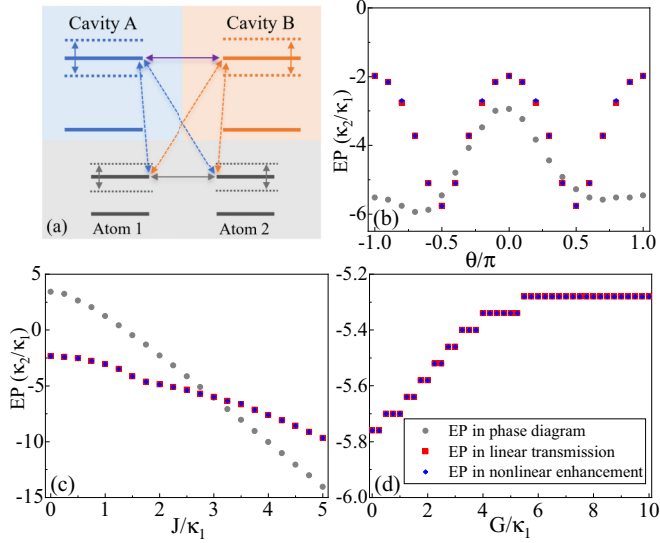 Cavity A
Cavity B
(a)
Atom 1
Atom 2
EP (κ₂/κ₁)
0
-2
-4
-6
(b)
-1.0
-0.5
0.0
0.5
1.0
θ/π
EP (κ₂/κ₁)
5
0
-5
-10
-15
(c)
0
1
2
3
4
5
J/κ₁
-5.2
-5.4
-5.6
-5.8
-6.0
(d)
EP in phase diagram
EP in linear transmission
EP in nonlinear enhancement
0
2
4
6
8
10
G/κ₁